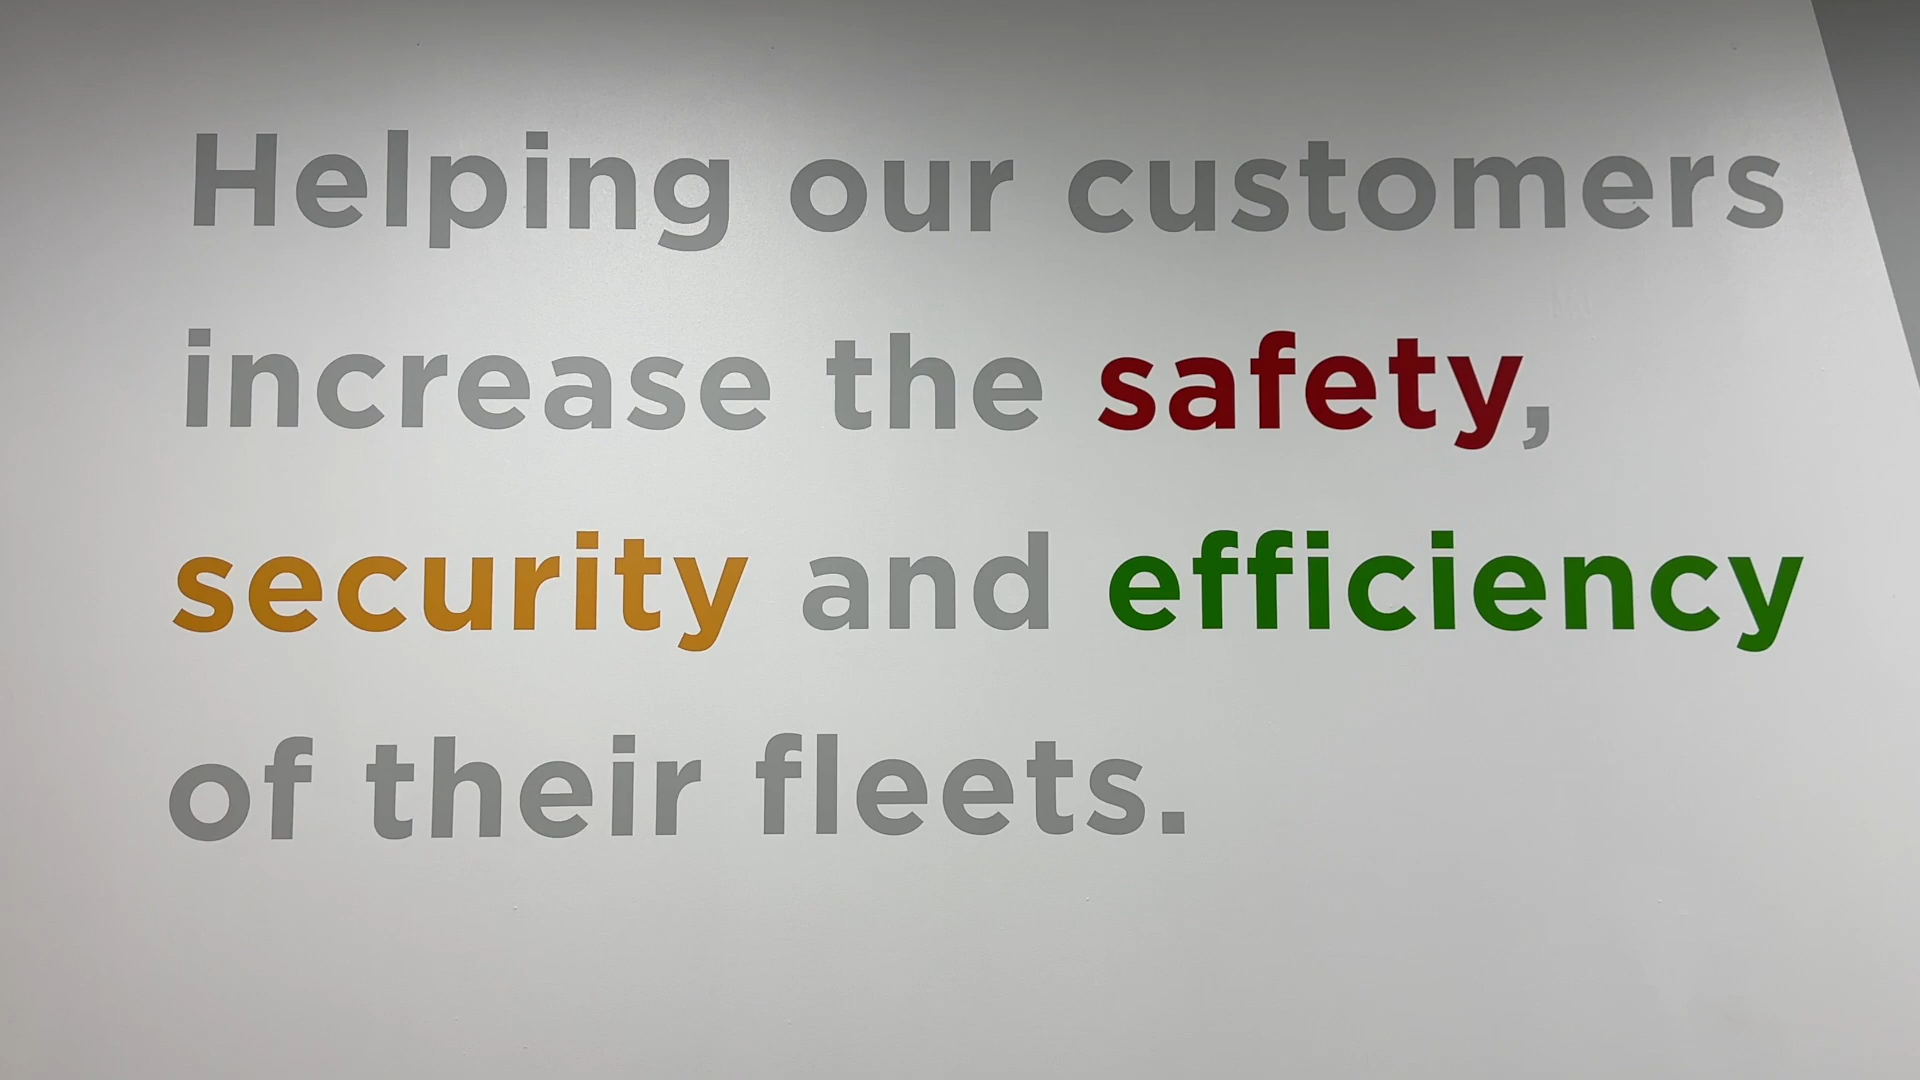 Helping our customers
increase the safety,
security and efficiency
of their fleets.